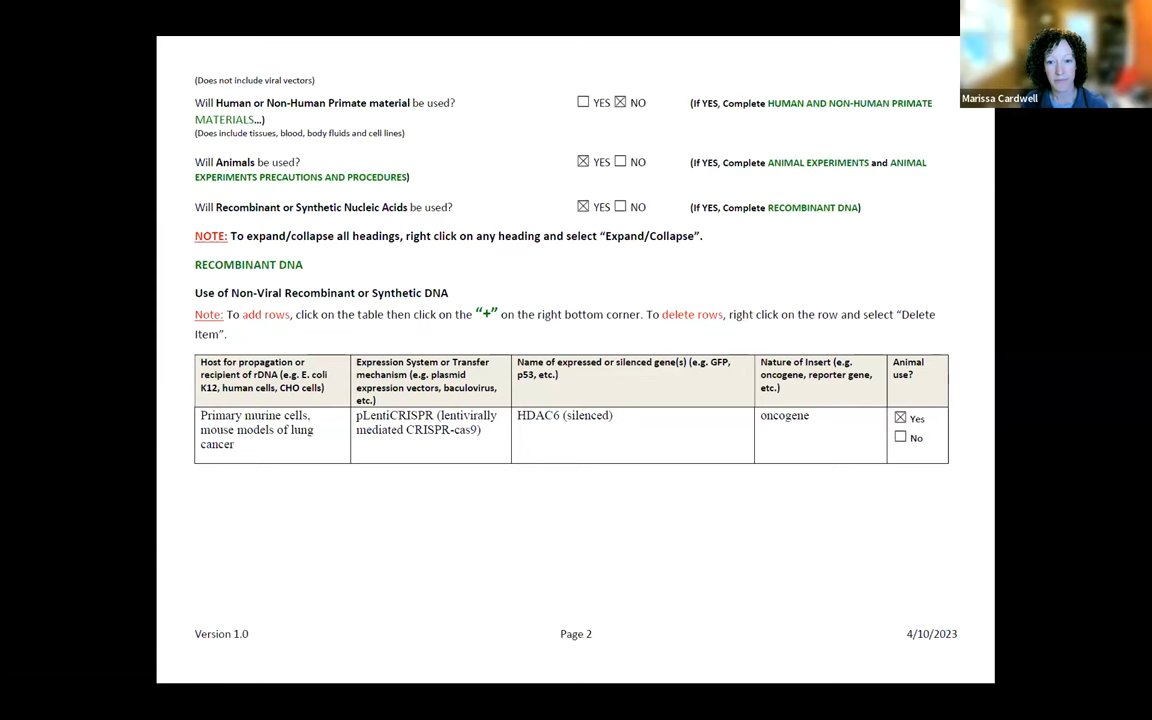 (Does not include viral vectors)
Will Human or Non-Human Primate material be used? ☐ YES ☒ NO (If YES, Complete HUMAN AND NON-HUMAN PRIMATE
MATERIALS…)
(Does include tissues, blood, body fluids and cell lines)
Will Animals be used? ☒ YES ☐ NO (If YES, Complete ANIMAL EXPERIMENTS and ANIMAL
EXPERIMENTS PRECAUTIONS AND PROCEDURES)
Will Recombinant or Synthetic Nucleic Acids be used? ☒ YES ☐ NO (If YES, Complete RECOMBINANT DNA)
NOTE: To expand/collapse all headings, right click on any heading and select “Expand/Collapse”.
RECOMBINANT DNA
Use of Non-Viral Recombinant or Synthetic DNA
Note: To add rows, click on the table then click on the “+” on the right bottom corner. To delete rows, right click on the row and select “Delete
Item”.
Host for propagation or
recipient of rDNA (e.g. E. coli
K12, human cells, CHO cells)
Expression System or Transfer
mechanism (e.g. plasmid
expression vectors, baculovirus,
etc.)
Name of expressed or silenced gene(s) (e.g. GFP,
p53, etc.)
Nature of Insert (e.g.
oncogene, reporter gene,
etc.)
Animal
use?
Primary murine cells,
mouse models of lung
cancer
pLentiCRISPR (lentivirally
mediated CRISPR-cas9)
HDAC6 (silenced)
oncogene
☒ Yes
☐ No
Version 1.0 Page 2 4/10/2023
Marissa Cardwell